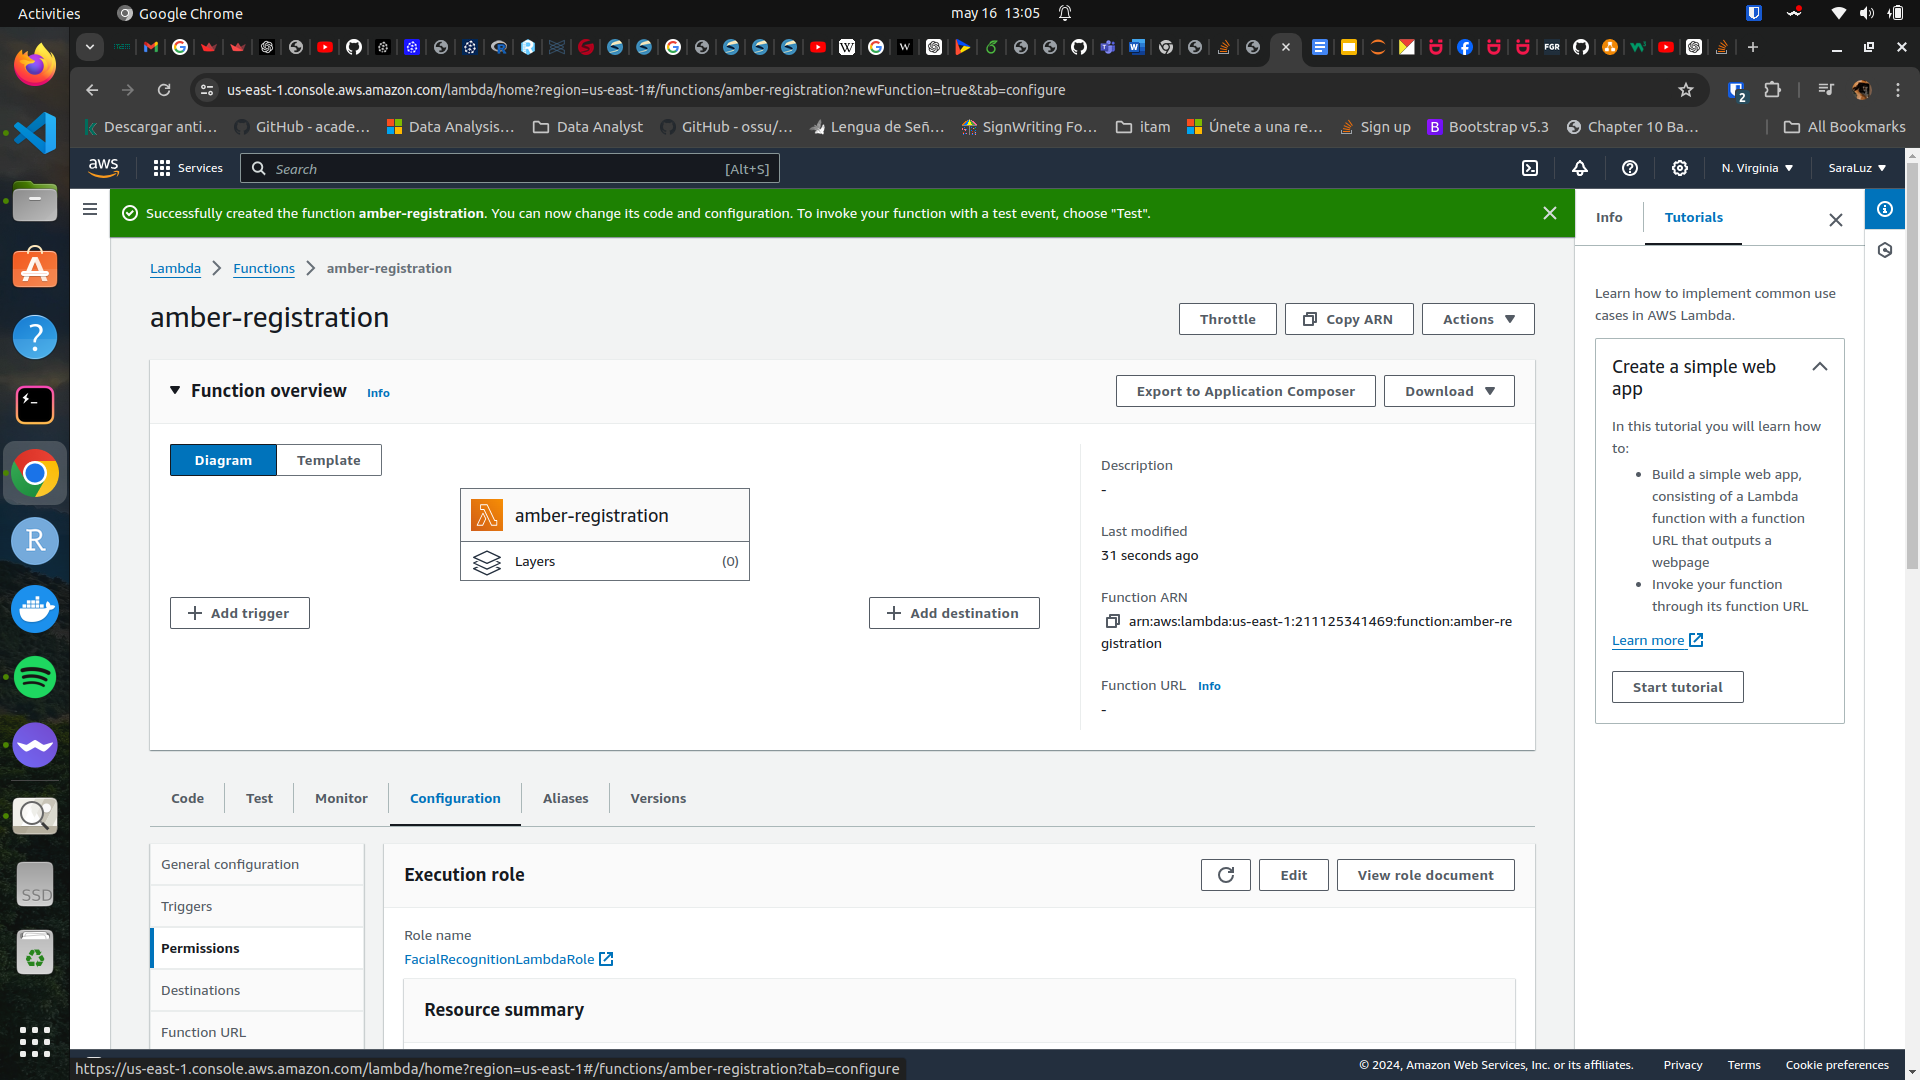 Activities
Google Chrome
may 16 13:05
us-east-1.console.aws.amazon.com/lambda/home?region=us-east-1#/functions/amber-registration?newFunction=true&tab=configure
2
Descargar anti…
GitHub - acade…
Data Analysis…
Data Analyst
GitHub - ossu/…
Lengua de Señ…
SignWriting Fo…
itam
Únete a una re…
Sign up
Bootstrap v5.3
Chapter 10 Ba…
All Bookmarks
aws
Services
Search
[Alt+S]
N. Virginia
SaraLuz
Successfully created the function amber-registration. You can now change its code and configuration. To invoke your function with a test event, choose "Test".
Lambda
Functions
amber-registration
amber-registration
Throttle
Copy ARN
Actions
Function overview
Info
Export to Application Composer
Download
Diagram
Template
amber-registration
Layers
(0)
Add trigger
Add destination
Description
-
Last modified
31 seconds ago
Function ARN
arn:aws:lambda:us-east-1:211125341469:function:amber-re
gistration
Function URL
Info
-
Code
Test
Monitor
Configuration
Aliases
Versions
General configuration
Triggers
Permissions
Destinations
Function URL
Execution role
Edit
View role document
Role name
FacialRecognitionLambdaRole
Resource summary
Info
Tutorials
Learn how to implement common use
cases in AWS Lambda.
Create a simple web
app
In this tutorial you will learn how
to:
Build a simple web app,
consisting of a Lambda
function with a function
URL that outputs a
webpage
Invoke your function
through its function URL
Learn more
Start tutorial
SSD
https://us-east-1.console.aws.amazon.com/lambda/home?region=us-east-1#/functions/amber-registration?tab=configure
© 2024, Amazon Web Services, Inc. or its affiliates.
Privacy
Terms
Cookie preferences